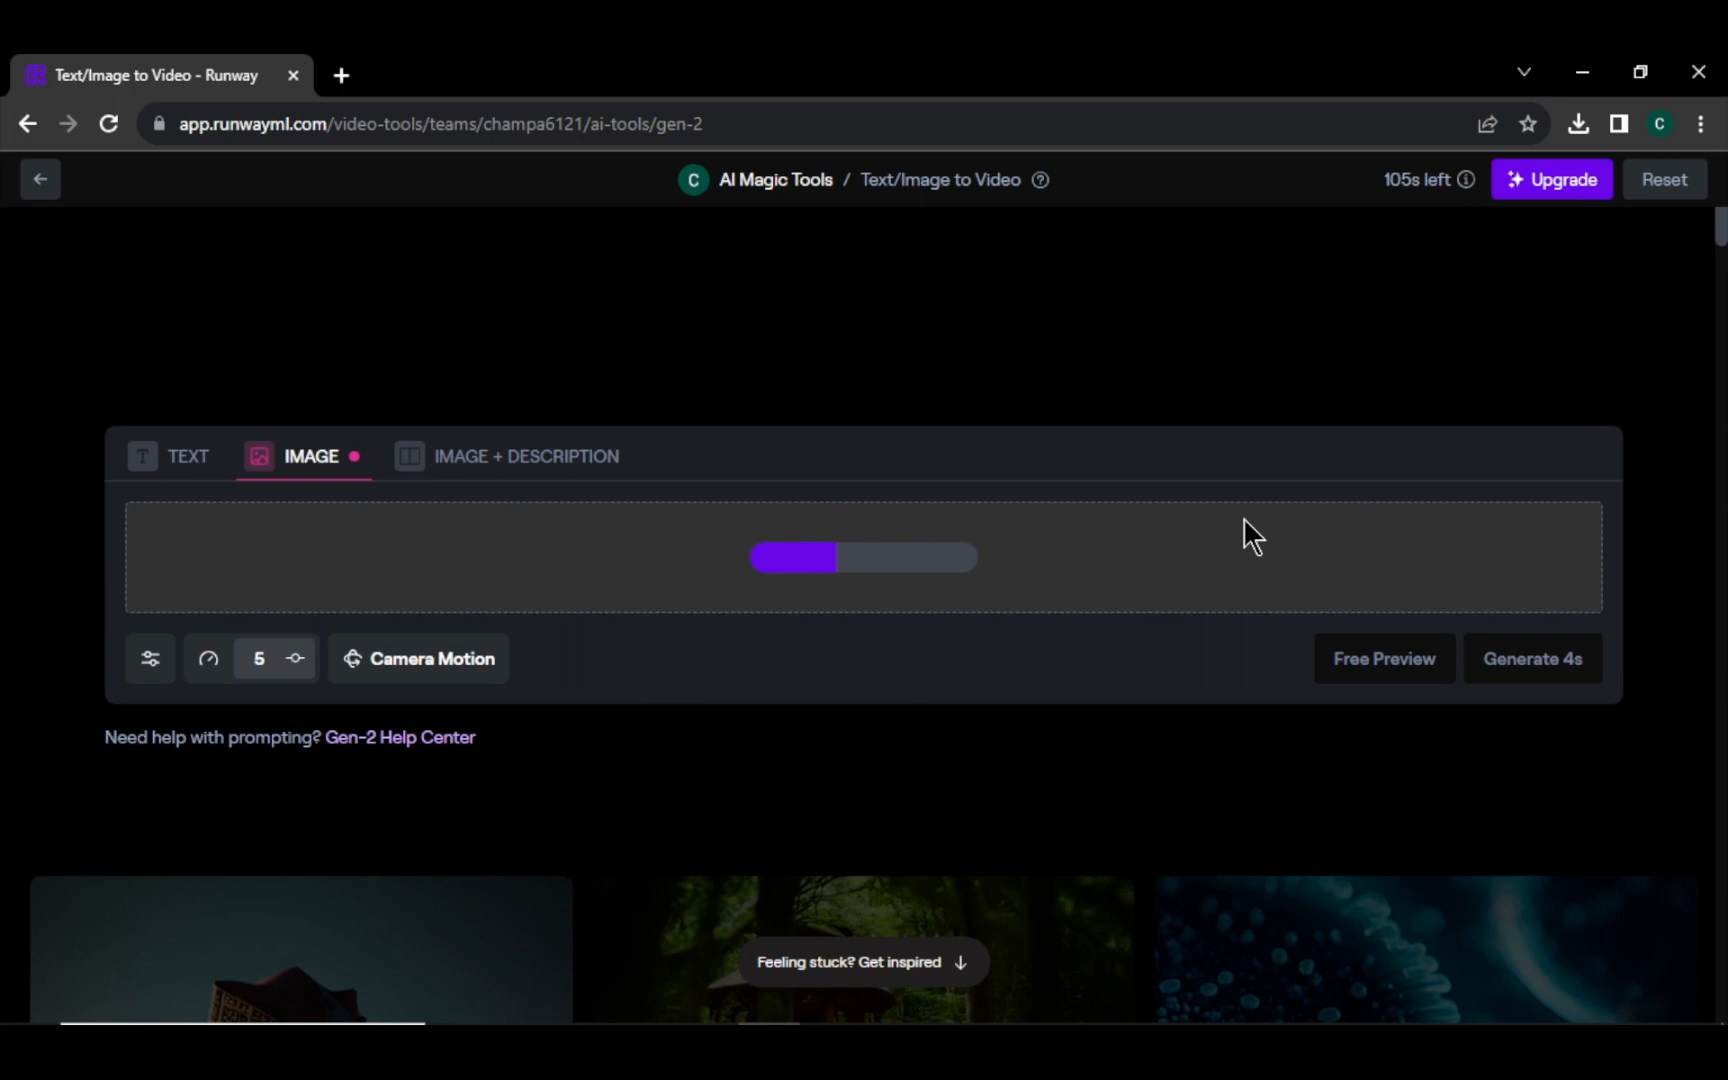 Text/Image to Video - Runway
app.runwayml.com/video-tools/teams/champa6121/ai-tools/gen-2
C
C AI Magic Tools / Text/Image to Video
105s left
Upgrade
Reset
T TEXT
IMAGE
IMAGE + DESCRIPTION
5
Camera Motion
Free Preview
Generate 4s
Need help with prompting? Gen-2 Help Center
Feeling stuck? Get inspired ↓